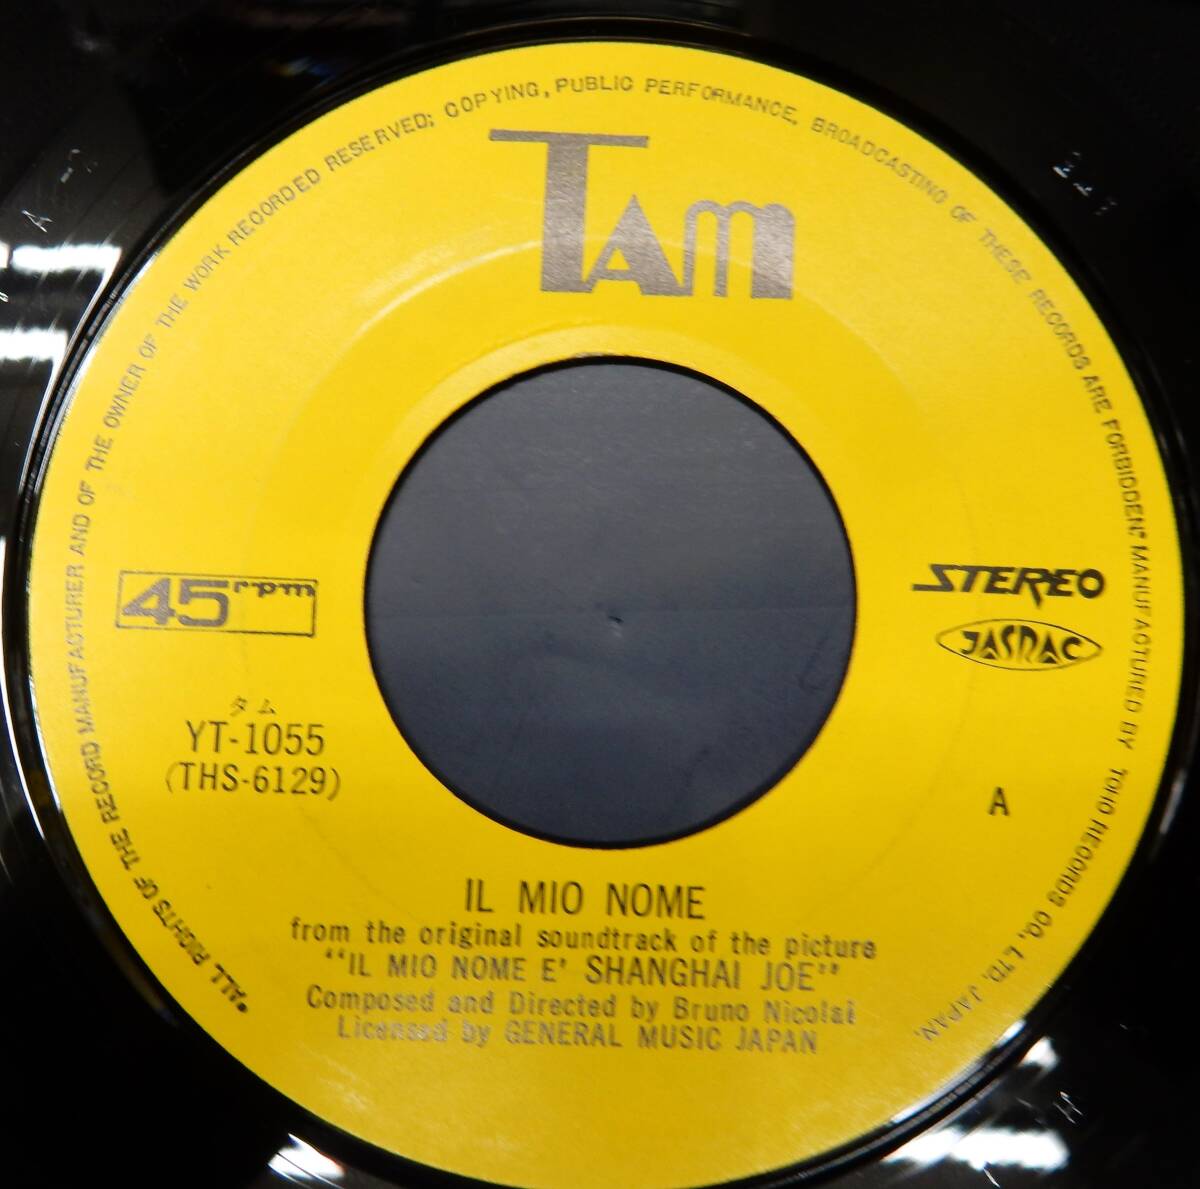 *ALL RIGHTS OF THE RECORD MANUFACTURER AND OF THE OWNER OF THE WORK RECORDED RESERVED; COPYING, PUBLIC PERFORMANCE, BROADCASTING OF THESE RECORDS ARE FORBIDDEN;* MANUFACTURED BY TOHO RECORDS CO., LTD, JAPAN.
TAM
45rpm
STEREO
JASRAC
タム
YT-1055
(THS-6129)
A
IL MIO NOME
from the original soundtrack of the picture
"IL MIO NOME E' SHANGHAI JOE"
Composed and Directed by Bruno Nicolai
Licensed by GENERAL MUSIC JAPAN